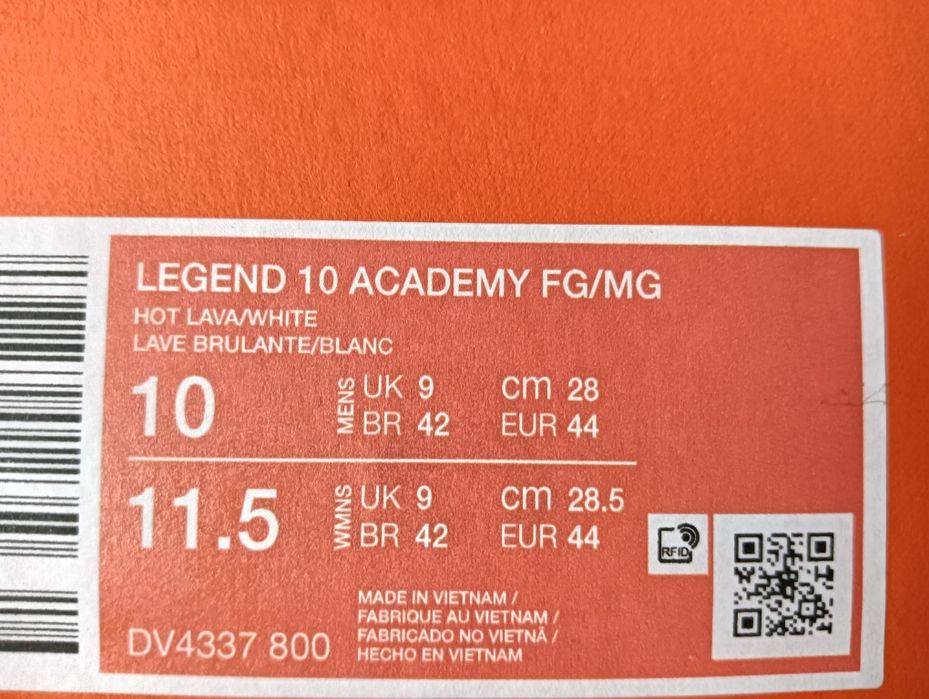 LEGEND 10 ACADEMY FG/MG
HOT LAVA/WHITE
LAVE BRULANTE/BLANC
10 MENS UK 9 cm 28
BR 42 EUR 44
11.5 WMNS UK 9 cm 28.5
BR 42 EUR 44
RFID
MADE IN VIETNAM /
FABRIQUE AU VIETNAM /
FABRICADO NO VIETNÃ /
HECHO EN VIETNAM
DV4337 800